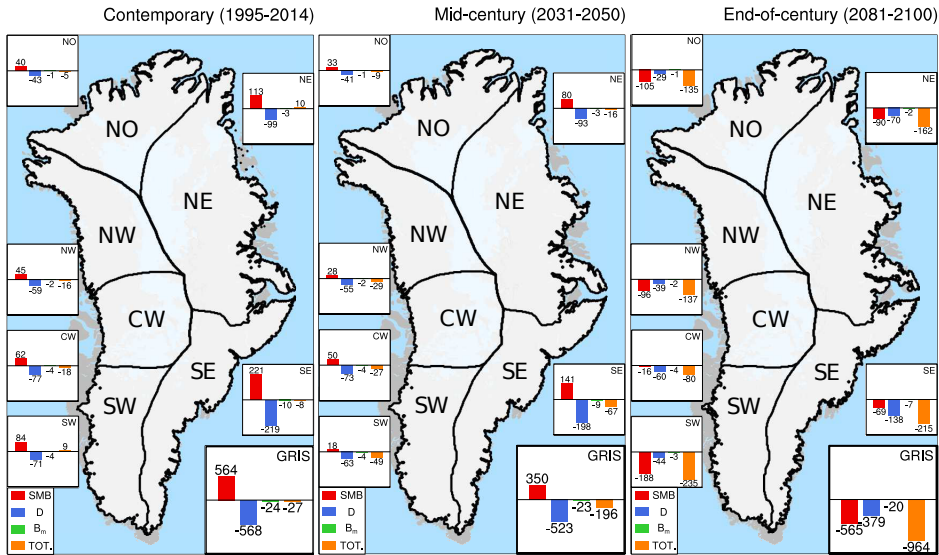 Contemporary (1995-2014)
NO
40
-43 -1 -5
NE
113
10
-99 -3
NO
NE
NW
CW
SE
SW
NW
45
-59 -2 -16
CW
62
-77 -4 -18
SE
221
-10 -8
-219
SW
84
9
-71 -4
GRIS
564
-24 -27
-568
SMB
D
Bm
TOT.
Mid-century (2031-2050)
NO
33
-41 -1 -9
NE
80
-93 -3 -16
NO
NE
NW
CW
SE
SW
NW
28
-55 -2 -29
CW
50
-73 -4 -27
SE
141
-9 -67
-198
SW
18
-63 -4 -49
GRIS
350
-23 -196
-523
SMB
D
Bm
TOT.
End-of-century (2081-2100)
NO
-105 -29 -1 -135
NE
-90 -70 -2 -162
NO
NE
NW
CW
SE
SW
NW
-96 -39 -2 -137
CW
-16 -60 -4 -80
SE
-69 -138 -7 -215
SW
-188 -44 -3 -235
GRIS
-565 -379 -20 -964
SMB
D
Bm
TOT.